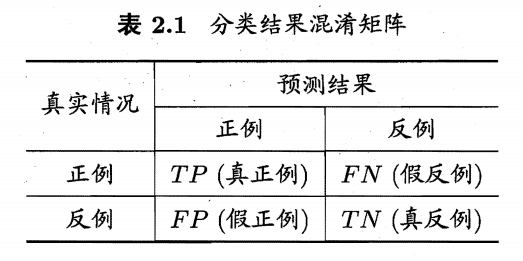 表 2.1 分类结果混淆矩阵
真实情况 预测结果
正例 反例
正例 TP (真正例) FN (假反例)
反例 FP (假正例) TN (真反例)